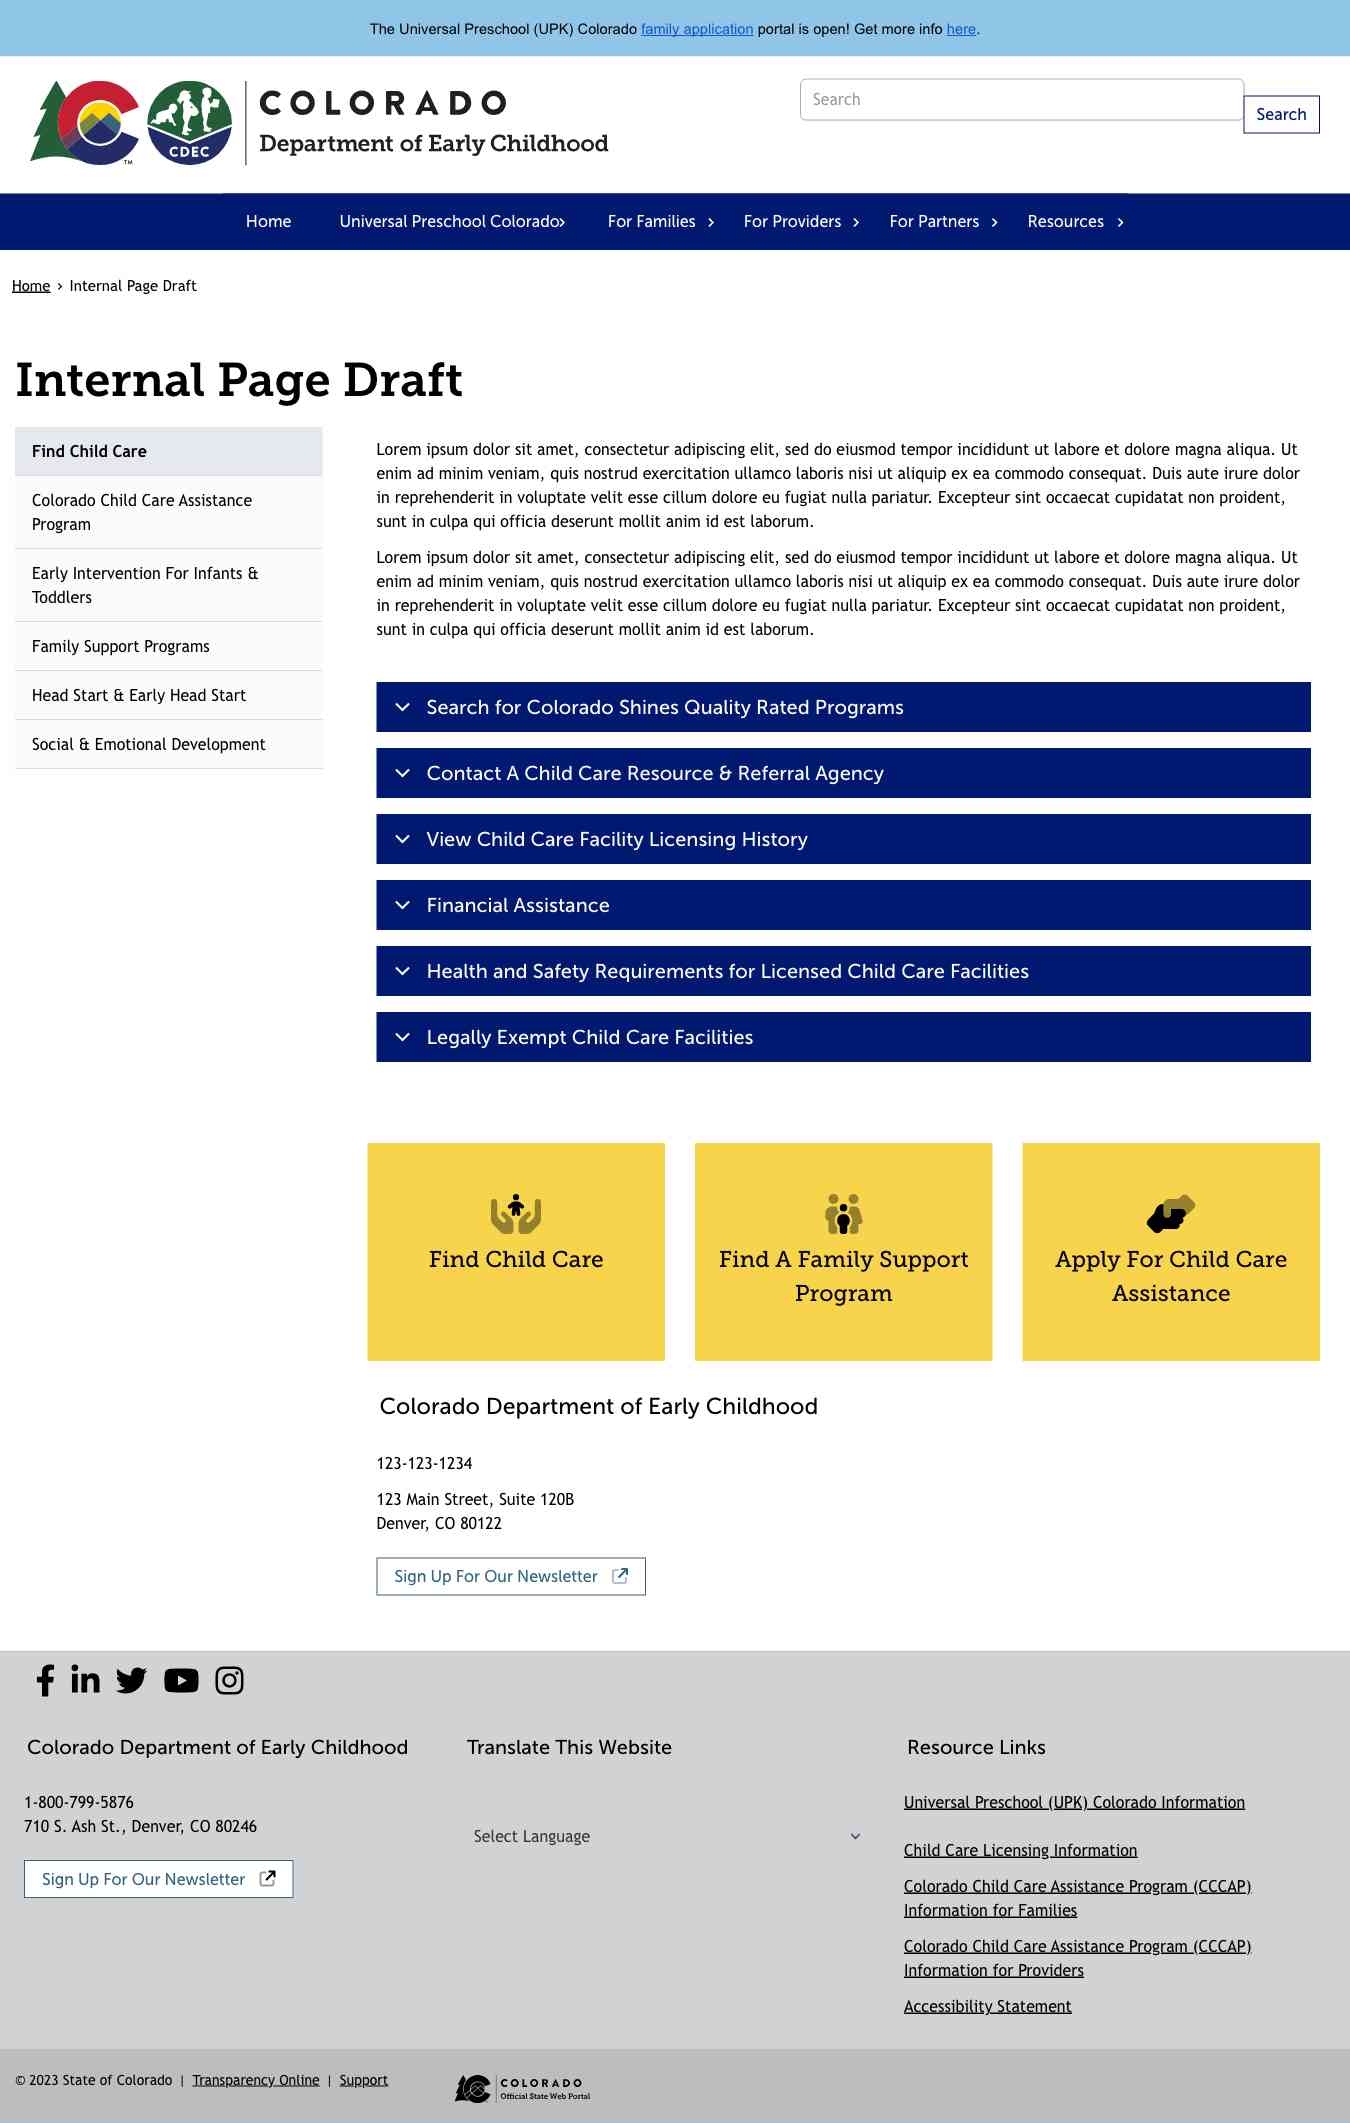 The Universal Preschool (UPK) Colorado family application portal is open! Get more info here.
CDEC
TM
COLORADO
Department of Early Childhood
Search
Search
Home
Universal Preschool Colorado
For Families
For Providers
For Partners
Resources
Home > Internal Page Draft
Internal Page Draft
Find Child Care
Colorado Child Care Assistance
Program
Early Intervention For Infants &
Toddlers
Family Support Programs
Head Start & Early Head Start
Social & Emotional Development
Lorem ipsum dolor sit amet, consectetur adipiscing elit, sed do eiusmod tempor incididunt ut labore et dolore magna aliqua. Ut
enim ad minim veniam, quis nostrud exercitation ullamco laboris nisi ut aliquip ex ea commodo consequat. Duis aute irure dolor
in reprehenderit in voluptate velit esse cillum dolore eu fugiat nulla pariatur. Excepteur sint occaecat cupidatat non proident,
sunt in culpa qui officia deserunt mollit anim id est laborum.
Lorem ipsum dolor sit amet, consectetur adipiscing elit, sed do eiusmod tempor incididunt ut labore et dolore magna aliqua. Ut
enim ad minim veniam, quis nostrud exercitation ullamco laboris nisi ut aliquip ex ea commodo consequat. Duis aute irure dolor
in reprehenderit in voluptate velit esse cillum dolore eu fugiat nulla pariatur. Excepteur sint occaecat cupidatat non proident,
sunt in culpa qui officia deserunt mollit anim id est laborum.
Search for Colorado Shines Quality Rated Programs
Contact A Child Care Resource & Referral Agency
View Child Care Facility Licensing History
Financial Assistance
Health and Safety Requirements for Licensed Child Care Facilities
Legally Exempt Child Care Facilities
Find Child Care
Find A Family Support
Program
Apply For Child Care
Assistance
Colorado Department of Early Childhood
123-123-1234
123 Main Street, Suite 120B
Denver, CO 80122
Sign Up For Our Newsletter
Colorado Department of Early Childhood
1-800-799-5876
710 S. Ash St., Denver, CO 80246
Sign Up For Our Newsletter
Translate This Website
Select Language
Resource Links
Universal Preschool (UPK) Colorado Information
Child Care Licensing Information
Colorado Child Care Assistance Program (CCCAP)
Information for Families
Colorado Child Care Assistance Program (CCCAP)
Information for Providers
Accessibility Statement
© 2023 State of Colorado | Transparency Online | Support
COLORADO
Official State Web Portal